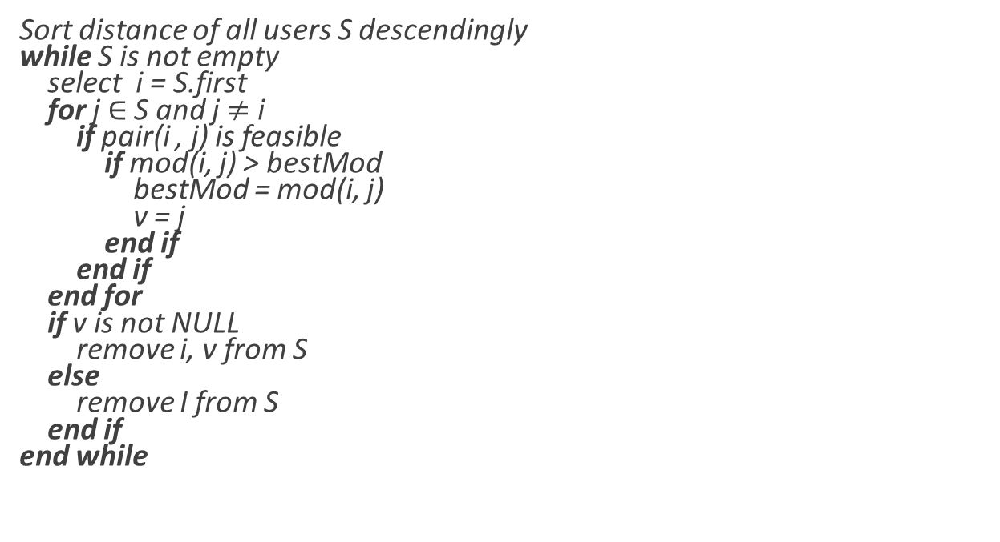 Sort distance of all users S descendingly
while S is not empty
select i = S.first
for j ∈ S and j ≠ i
if pair(i , j) is feasible
if mod(i, j) > bestMod
bestMod = mod(i, j)
v = j
end if
end if
end for
if v is not NULL
remove i, v from S
else
remove I from S
end if
end while